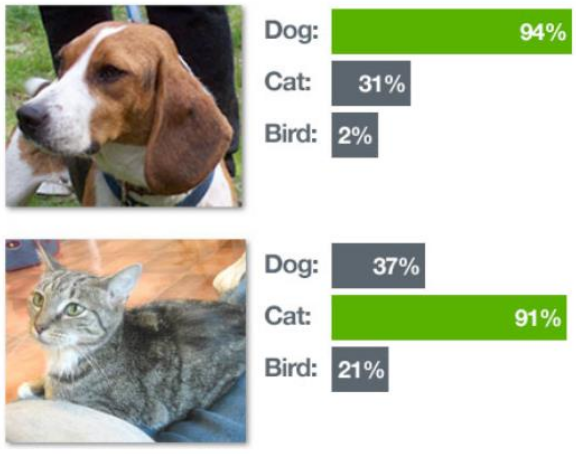 Dog: 94%
Cat: 31%
Bird: 2%
Dog: 37%
Cat: 91%
Bird: 21%